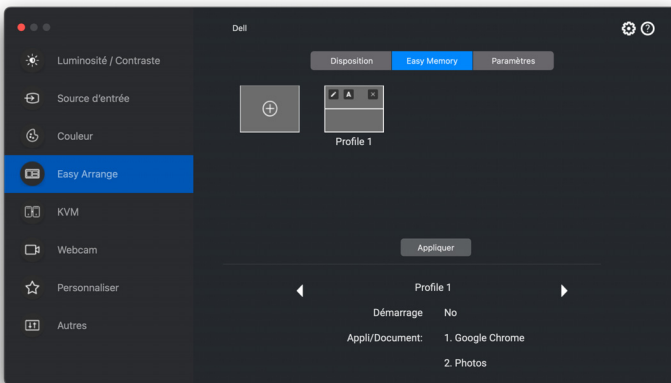 Dell
Luminosité / Contraste
Source d'entrée
Couleur
Easy Arrange
KVM
Webcam
Personnaliser
Autres
Disposition
Easy Memory
Paramètres
A
Profile 1
Appliquer
Profile 1
Démarrage No
Appli/Document: 1. Google Chrome
2. Photos